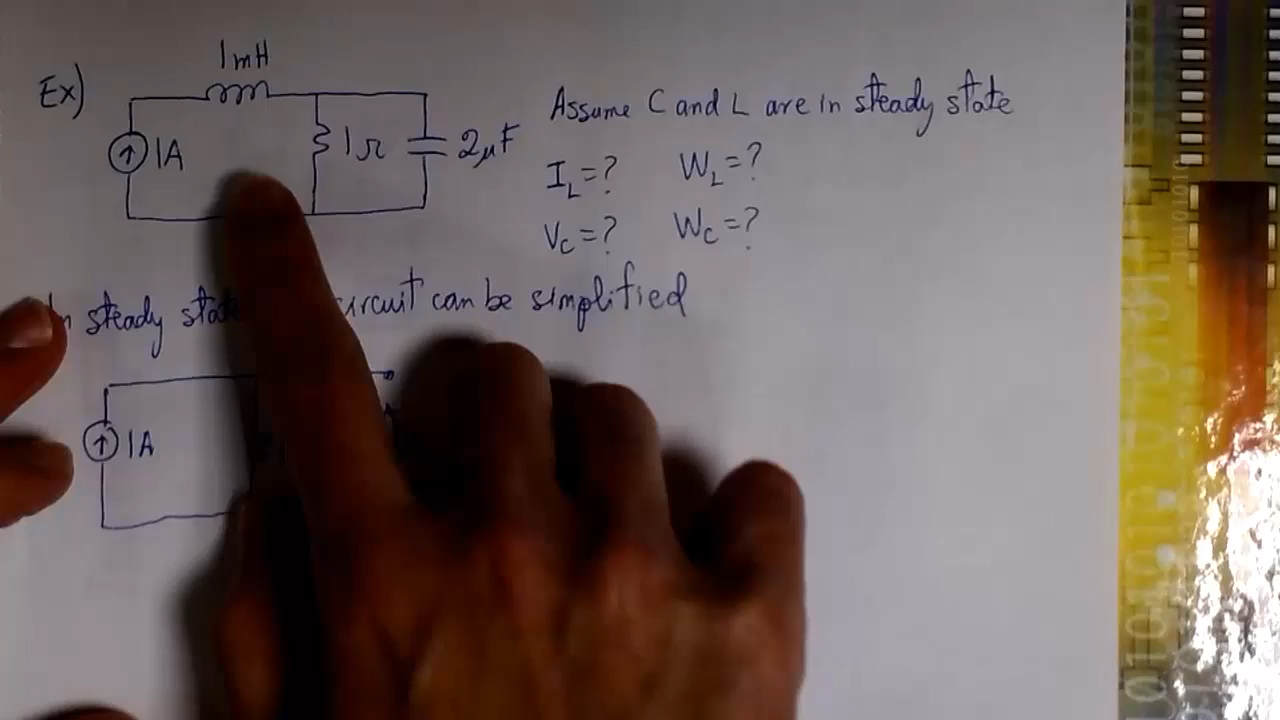 Ex)
1mH
1A
1Ω
2μF
Assume C and L are in steady state
I_L=? W_L=?
V_C=? W_C=?
steady circuit can be simplified
1A